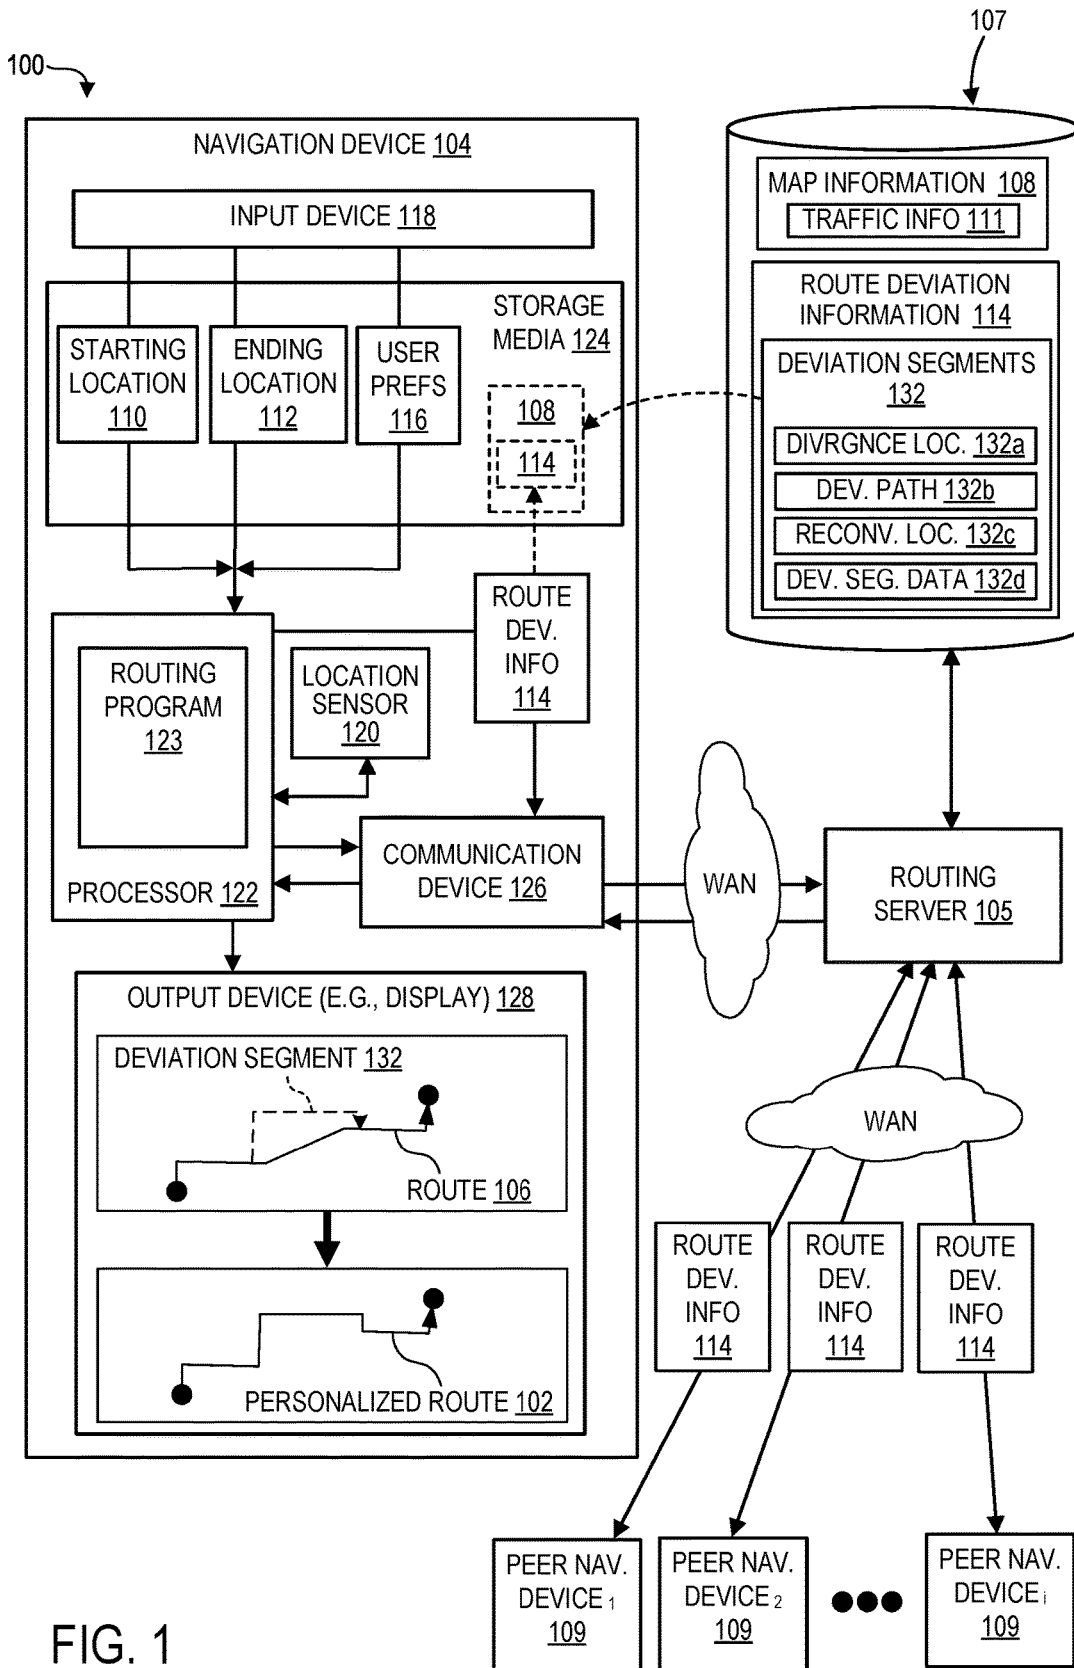 100
107
NAVIGATION DEVICE 104
INPUT DEVICE 118
STORAGE
MEDIA 124
STARTING
LOCATION
110
ENDING
LOCATION
112
USER
PREFS
116
108
114
MAP INFORMATION 108
TRAFFIC INFO 111
ROUTE DEVIATION
INFORMATION 114
DEVIATION SEGMENTS
132
DIVRGNCE LOC. 132a
DEV. PATH 132b
RECONV. LOC. 132c
DEV. SEG. DATA 132d
ROUTE
DEV.
INFO
114
ROUTING
PROGRAM
123
LOCATION
SENSOR
120
PROCESSOR 122
COMMUNICATION
DEVICE 126
WAN
ROUTING
SERVER 105
OUTPUT DEVICE (E.G., DISPLAY) 128
DEVIATION SEGMENT 132
ROUTE 106
PERSONALIZED ROUTE 102
WAN
ROUTE
DEV.
INFO
114
ROUTE
DEV.
INFO
114
ROUTE
DEV.
INFO
114
PEER NAV.
DEVICE 1
109
PEER NAV.
DEVICE 2
109
PEER NAV.
DEVICE i
109
FIG. 1